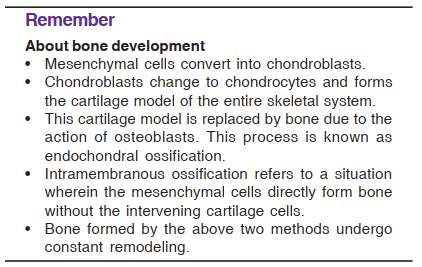 Remember
About bone development
• Mesenchymal cells convert into chondroblasts.
• Chondroblasts change to chondrocytes and forms
the cartilage model of the entire skeletal system.
• This cartilage model is replaced by bone due to the
action of osteoblasts. This process is known as
endochondral ossification.
• Intramembranous ossification refers to a situation
wherein the mesenchymal cells directly form bone
without the intervening cartilage cells.
• Bone formed by the above two methods undergo
constant remodeling.